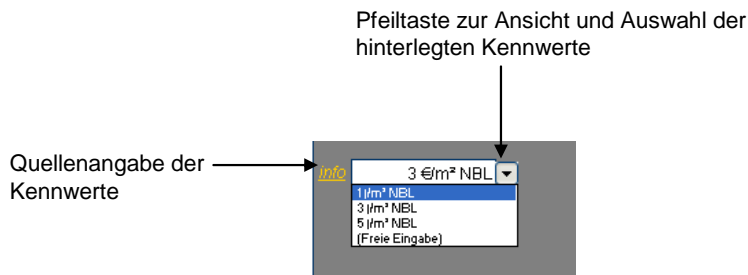 Pfeiltaste zur Ansicht und Auswahl der
hinterlegten Kennwerte
Quellenangabe der
Kennwerte
info
3 €/m² NBL
1 |/m² NBL
3 |/m² NBL
5 |/m² NBL
(Freie Eingabe)